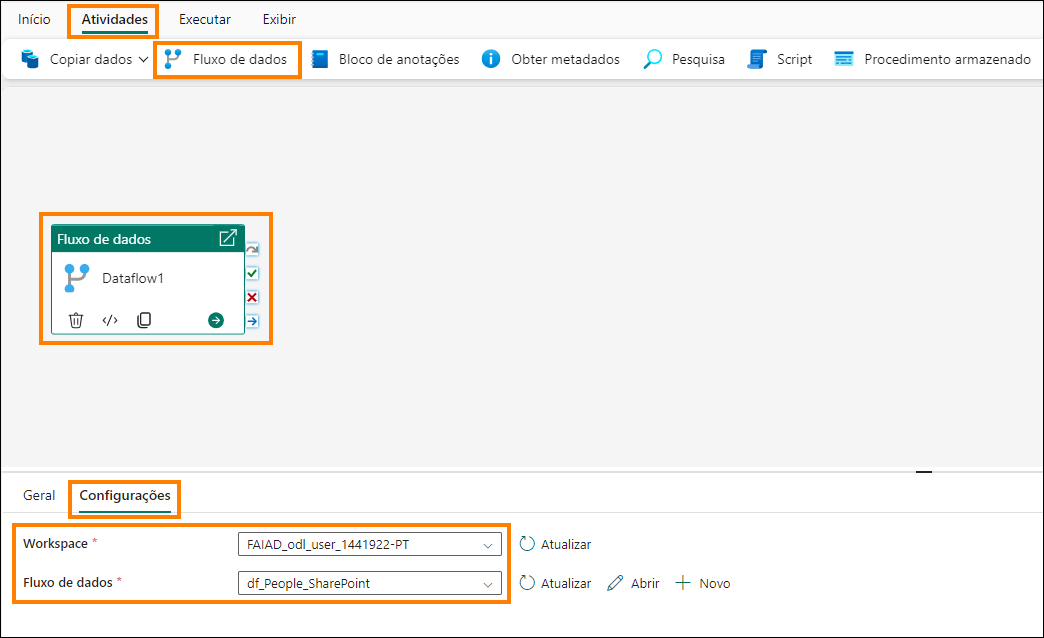 Início Atividades Executar Exibir
Copiar dados Fluxo de dados Bloco de anotações Obter metadados Pesquisa Script Procedimento armazenado
Fluxo de dados
Dataflow1
Geral Configurações
Workspace * FAIAD_odl_user_1441922-PT Atualizar
Fluxo de dados * df_People_SharePoint Atualizar Abrir Novo